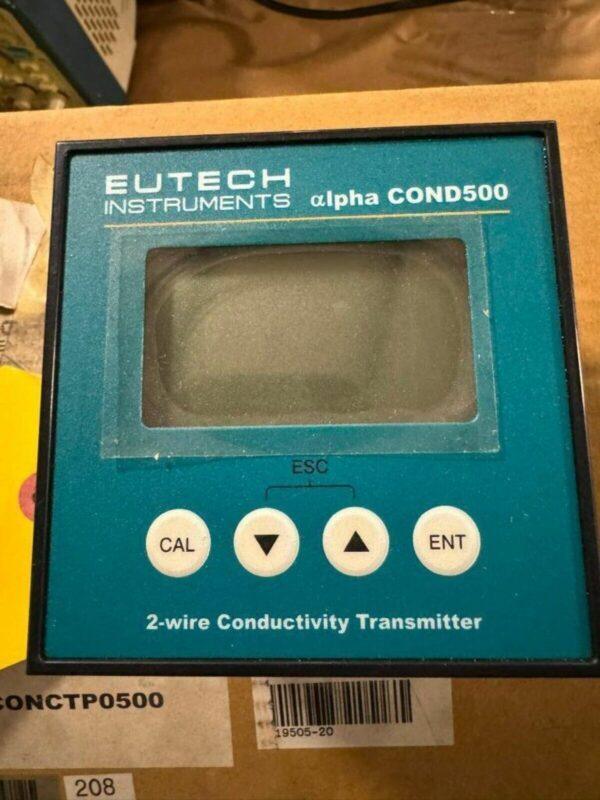 EUTECH
INSTRUMENTS αlpha COND500
ESC
CAL ▼ ▲ ENT
2-wire Conductivity Transmitter
CONCTP0500
19505-20
208